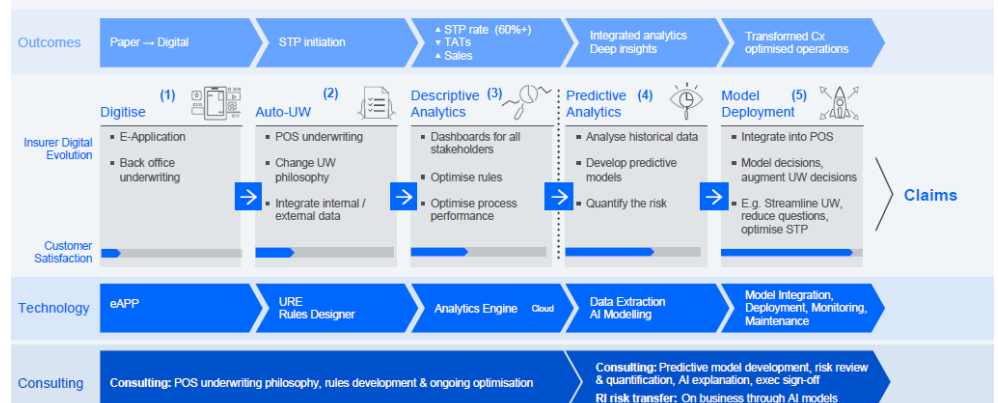 Outcomes
Paper → Digital
STP initiation
▲ STP rate (60%+)
▼ TATs
▲ Sales
Integrated analytics
Deep insights
Transformed Cx
optimised operations
Insurer Digital
Evolution
(1)
Digitise
▪ E-Application
▪ Back office
underwriting
(2)
Auto-UW
▪ POS underwriting
▪ Change UW
philosophy
▪ Integrate internal /
external data
Descriptive (3)
Analytics
▪ Dashboards for all
stakeholders
▪ Optimise rules
▪ Optimise process
performance
Predictive (4)
Analytics
▪ Analyse historical data
▪ Develop predictive
models
▪ Quantify the risk
Model (5)
Deployment
▪ Integrate into POS
▪ Model decisions,
augment UW decisions
▪ E.g. Streamline UW,
reduce questions,
optimise STP
Claims
Customer
Satisfaction
Technology
eAPP
URE
Rules Designer
Analytics Engine Cloud
Data Extraction
AI Modelling
Model Integration,
Deployment, Monitoring,
Maintenance
Consulting
Consulting: POS underwriting philosophy, rules development & ongoing optimisation
Consulting: Predictive model development, risk review
& quantification, AI explanation, exec sign-off
RI risk transfer: On business through AI models